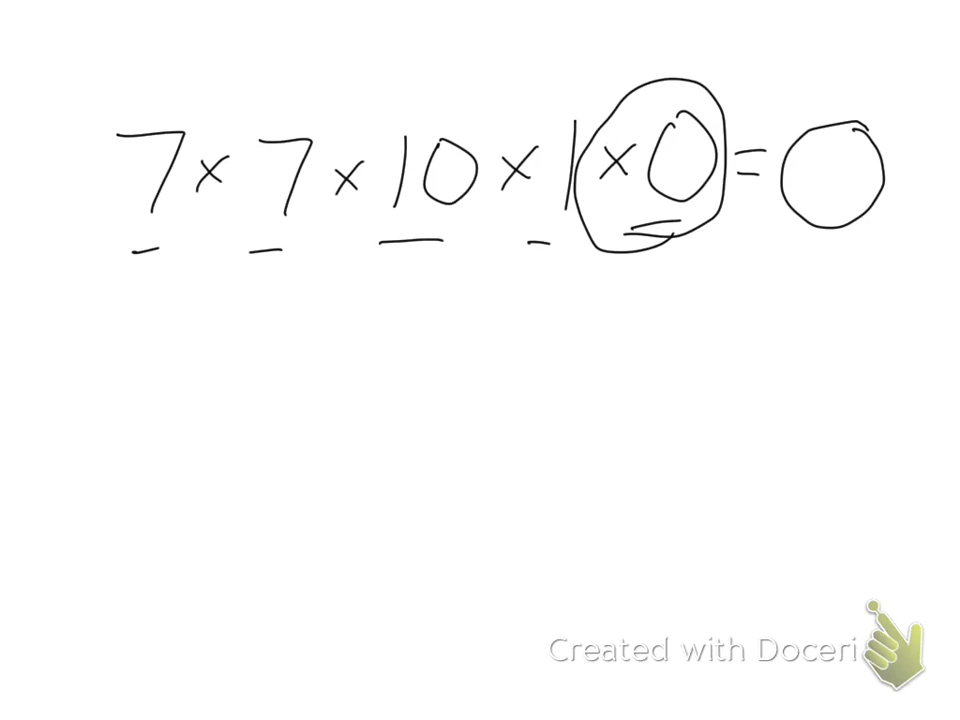 7 × 7 × 10 × 1 × 0 = 0
Created with Doceri